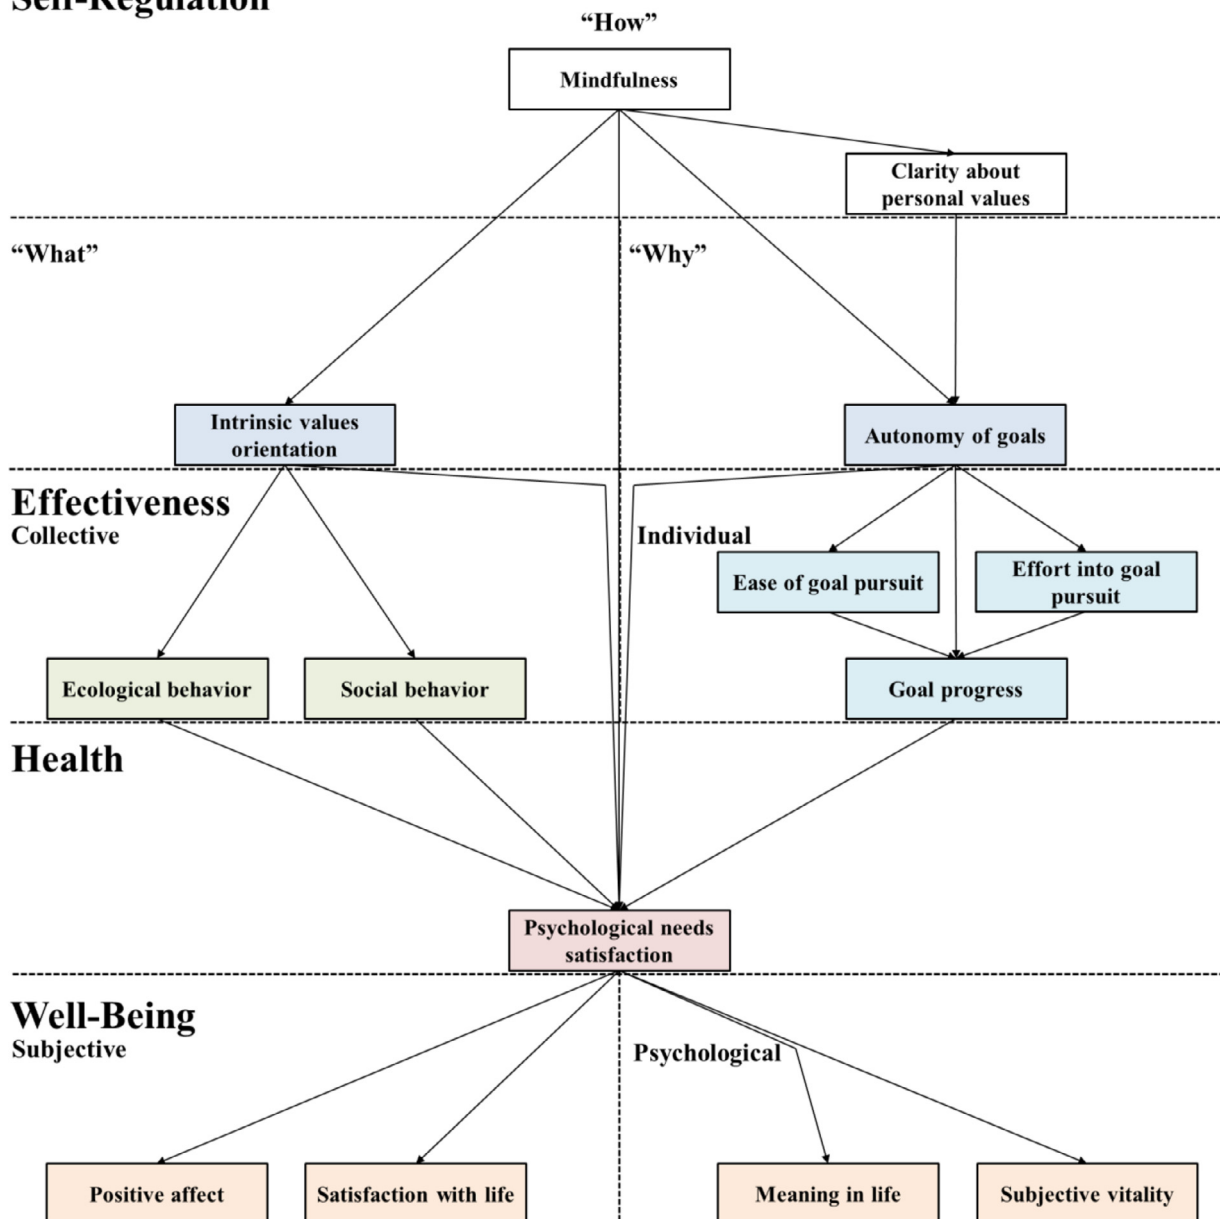 Self-Regulation
“How”
Mindfulness
Clarity about
personal values
“What”
“Why”
Intrinsic values
orientation
Autonomy of goals
Effectiveness
Collective
Individual
Ease of goal pursuit
Effort into goal
pursuit
Ecological behavior
Social behavior
Goal progress
Health
Psychological needs
satisfaction
Well-Being
Subjective
Psychological
Positive affect
Satisfaction with life
Meaning in life
Subjective vitality